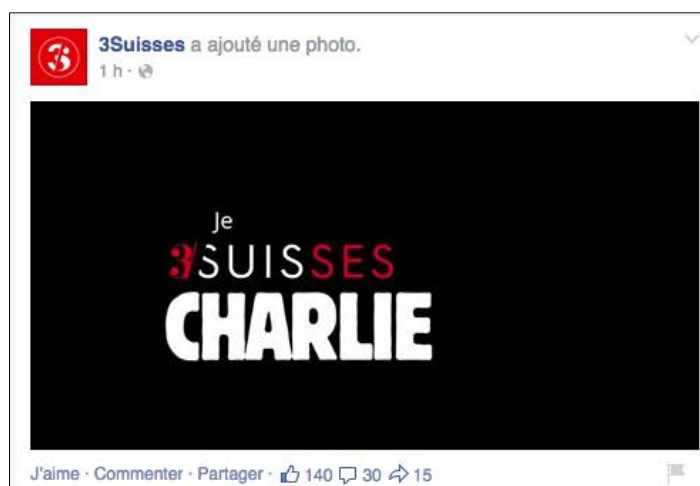 3Suisses a ajouté une photo.
1 h ·
Je
3SUISSES
CHARLIE
J'aime · Commenter · Partager · 140 30 15